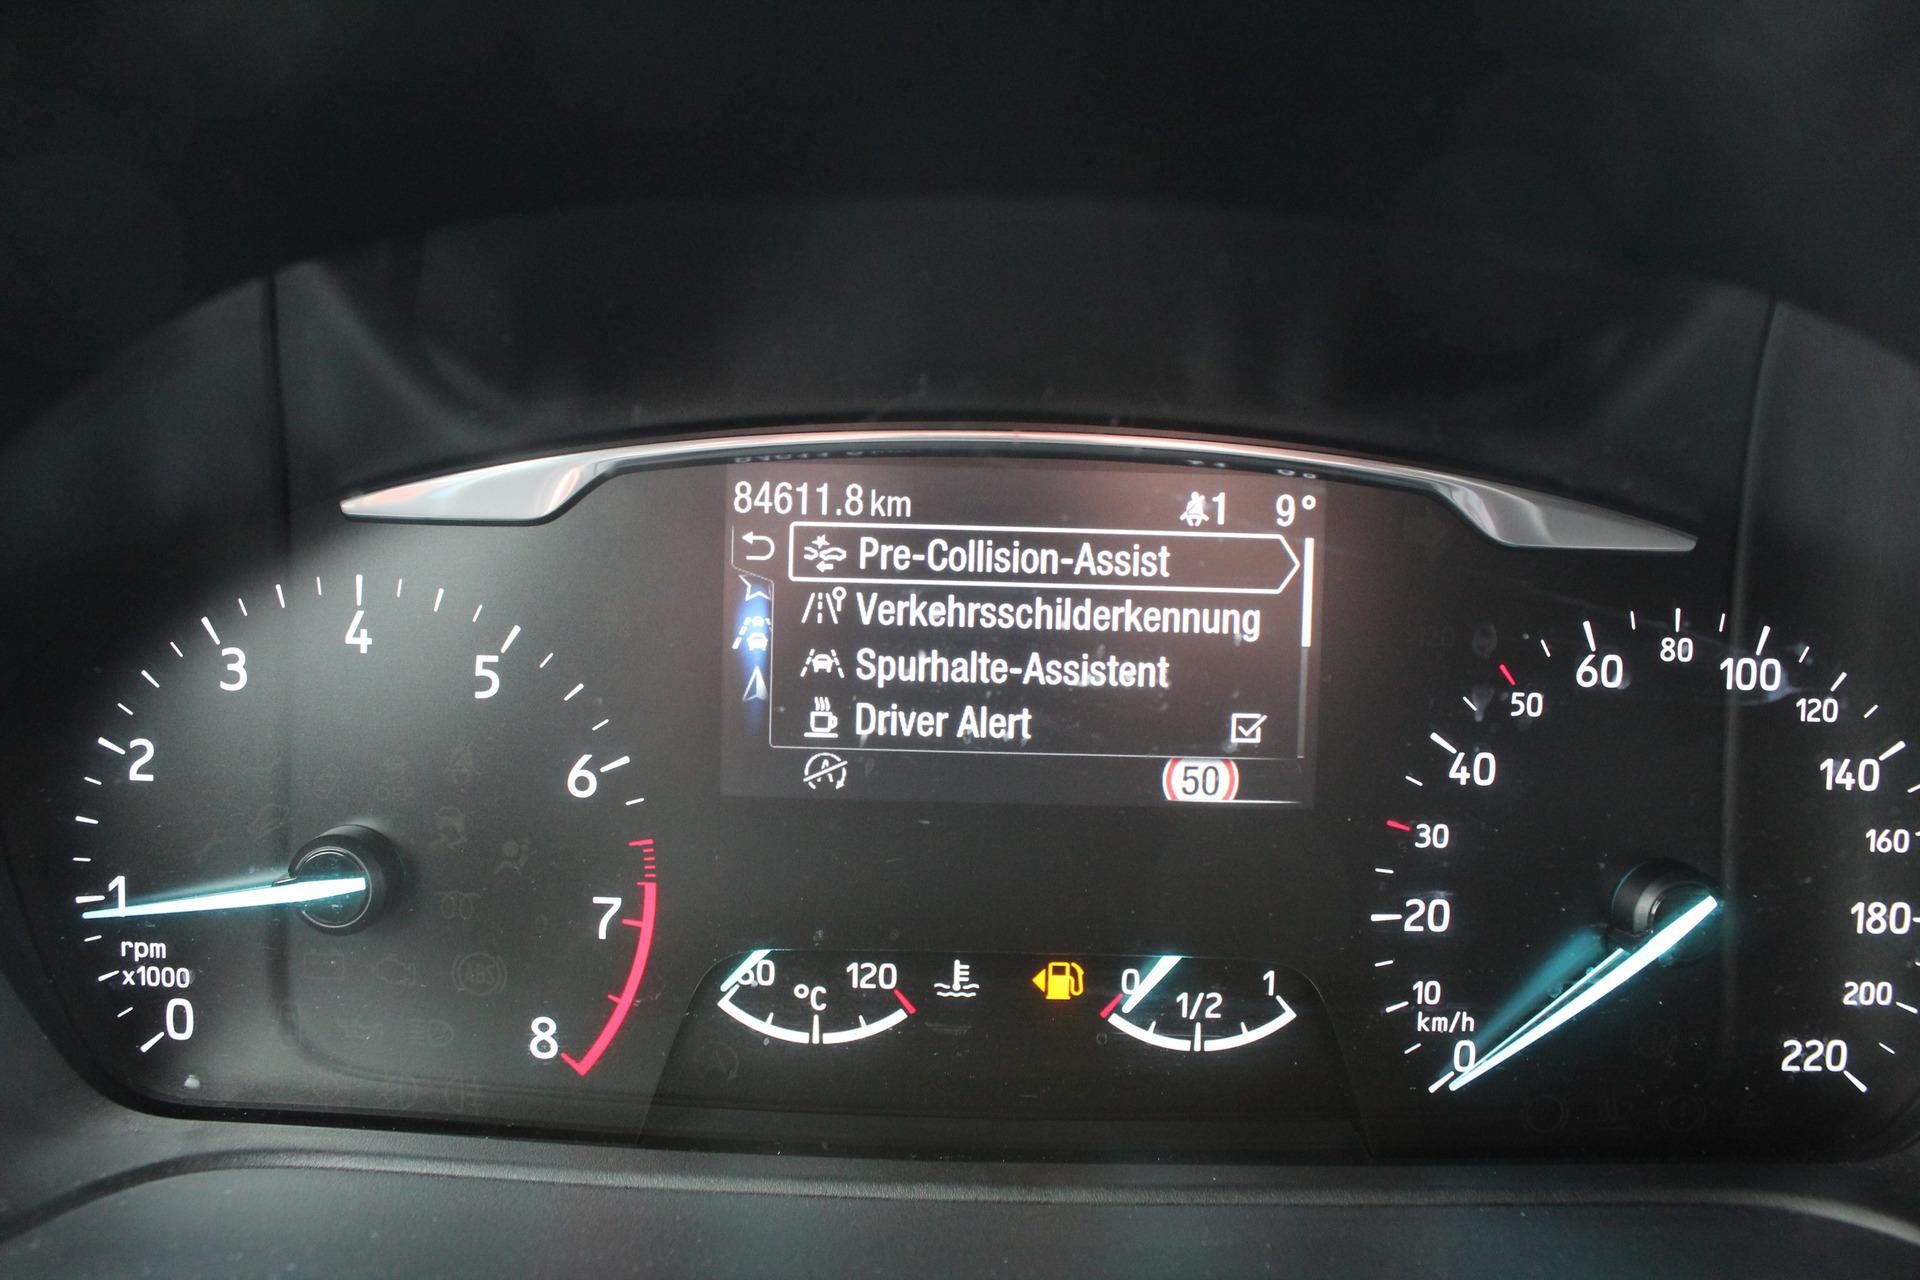 84611.8 km 1 9°
Pre-Collision-Assist
Verkehrsschilderkennung
Spurhalte-Assistent
Driver Alert
A 50
0 1 2 3 4 5 6 7 8
rpm
x1000
60 °C 120
0 1/2 1
0 10 20 30 40 50 60 80 100 120 140 160 180 200 220
km/h